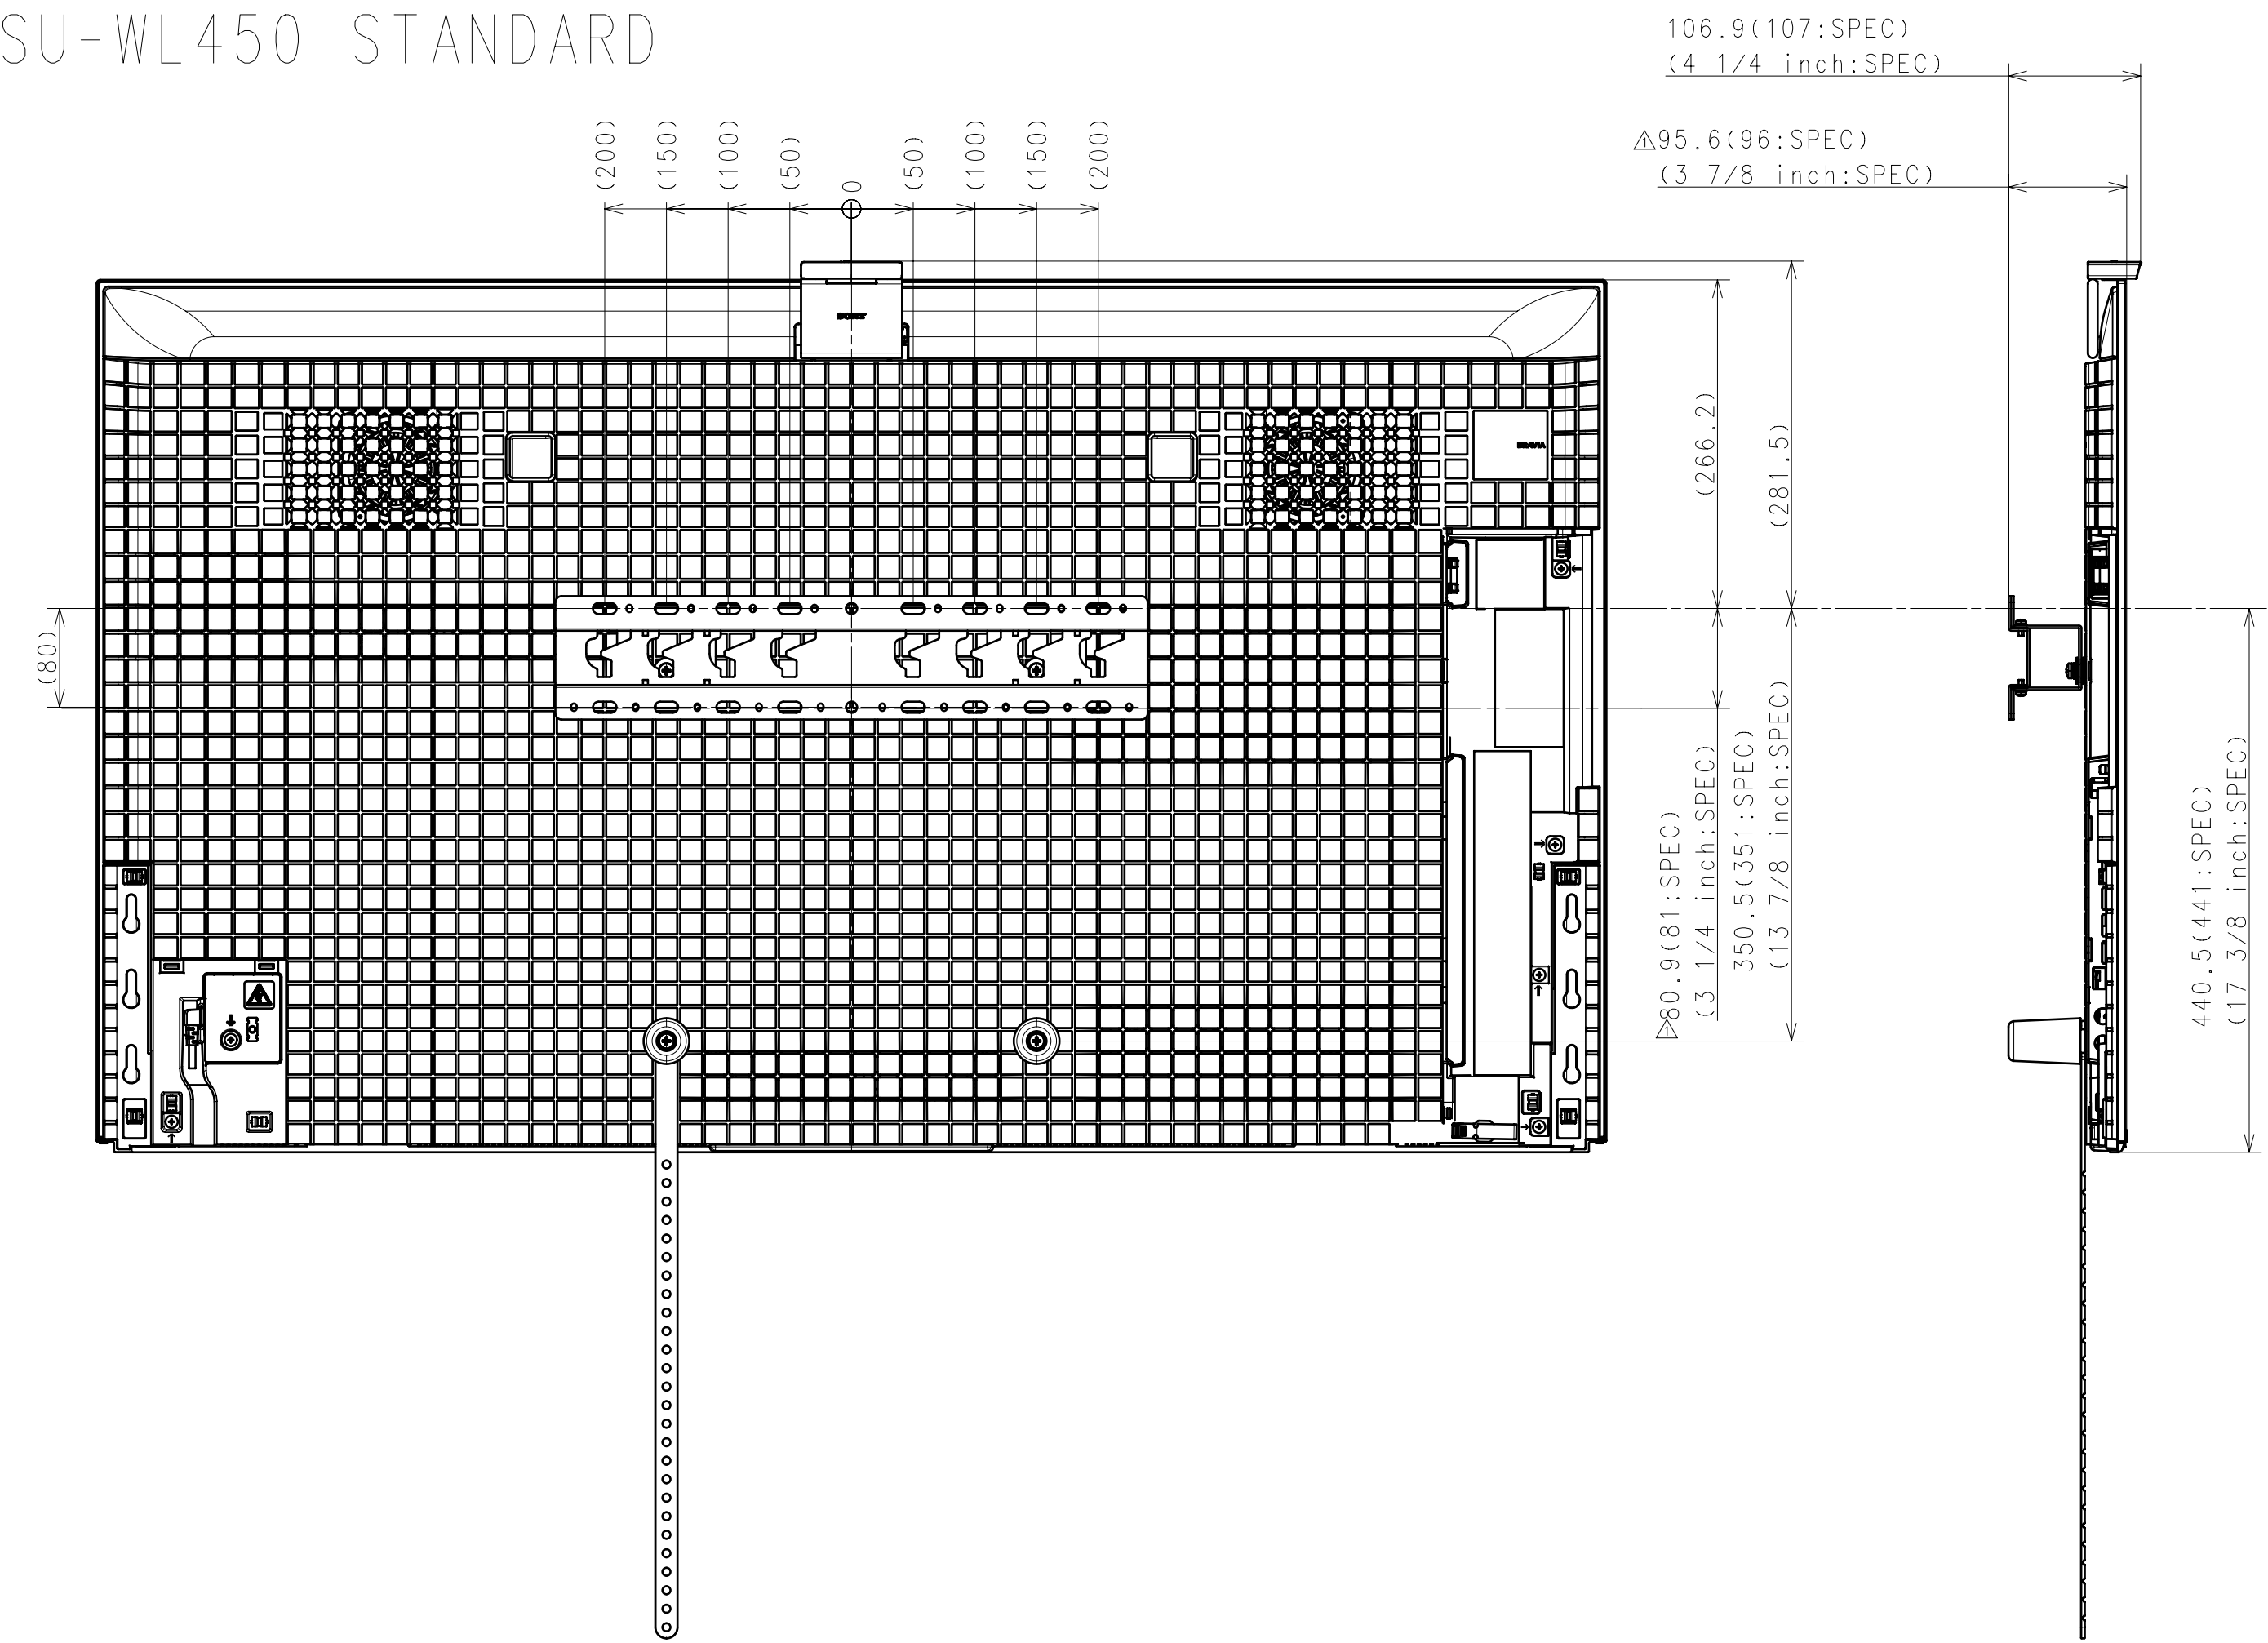 SU-WL450 STANDARD
106.9(107:SPEC)
(4 1/4 inch:SPEC)
⚠1 95.6(96:SPEC)
(3 7/8 inch:SPEC)
(200)
(150)
(100)
(50)
0
(50)
(100)
(150)
(200)
SONY
BRAVIA
(266.2)
(281.5)
(80)
⚠1 80.9(81:SPEC)
(3 1/4 inch:SPEC)
350.5(351:SPEC)
(13 7/8 inch:SPEC)
440.5(441:SPEC)
(17 3/8 inch:SPEC)